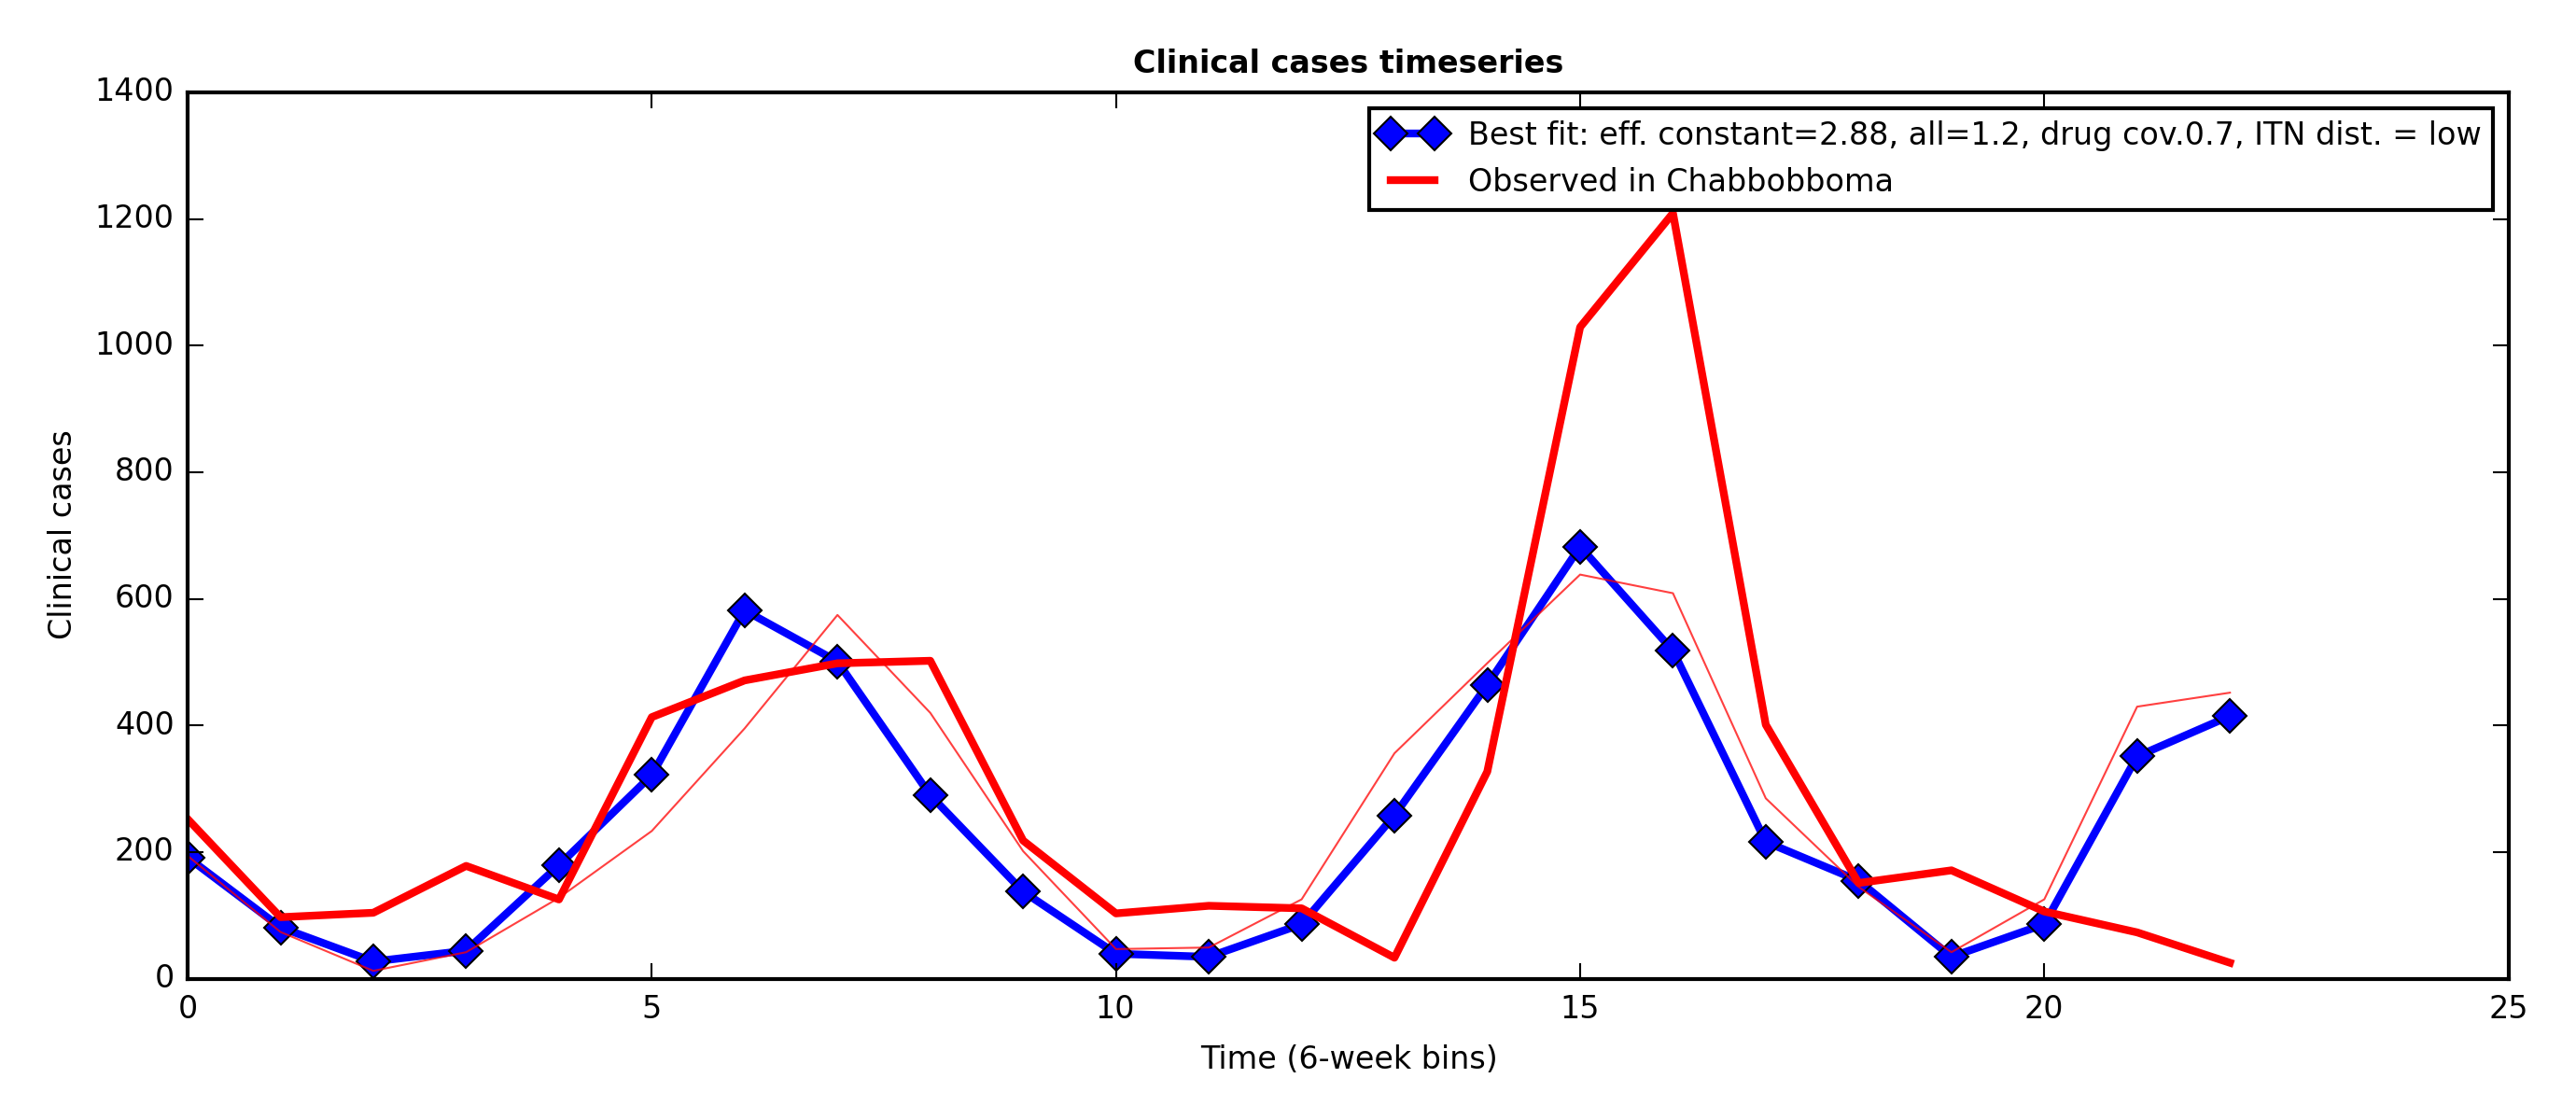 Clinical cases timeseries
1400
1200
1000
800
600
400
200
0
Clinical cases
Best fit: eff. constant=2.88, all=1.2, drug cov.0.7, ITN dist. = low
Observed in Chabbobboma
0 5 10 15 20 25
Time (6-week bins)